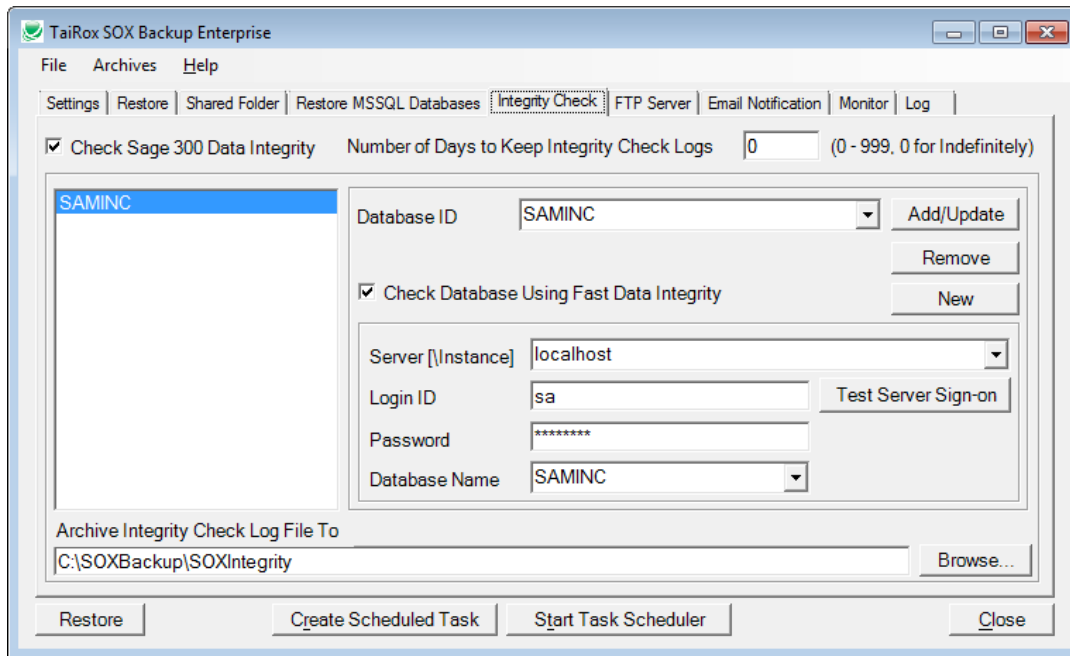 TaiRox SOX Backup Enterprise
File Archives Help
Settings Restore Shared Folder Restore MSSQL Databases Integrity Check FTP Server Email Notification Monitor Log
Check Sage 300 Data Integrity Number of Days to Keep Integrity Check Logs 0 (0 - 999, 0 for Indefinitely)
SAMINC
Database ID SAMINC Add/Update
Remove
Check Database Using Fast Data Integrity
New
Server [\Instance] localhost
Login ID sa Test Server Sign-on
Password ********
Database Name SAMINC
Archive Integrity Check Log File To
C:\SOXBackup\SOXIntegrity Browse...
Restore Create Scheduled Task Start Task Scheduler Close